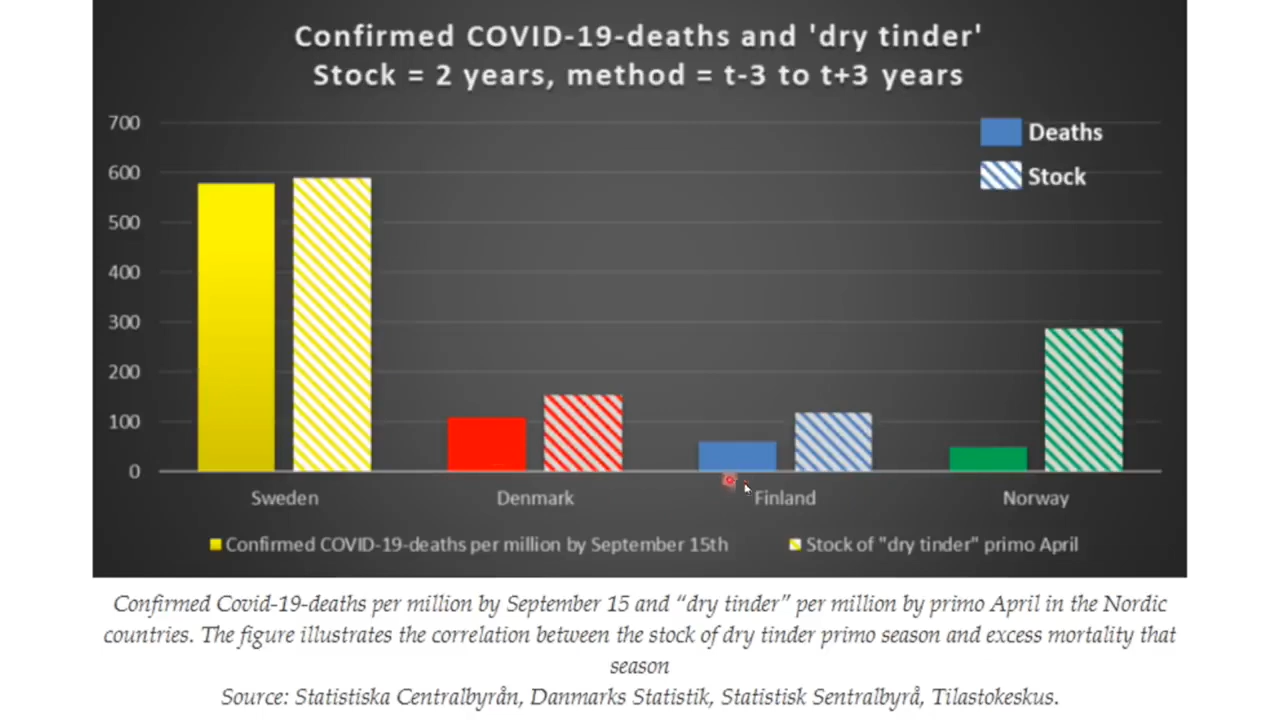 Confirmed COVID-19-deaths and 'dry tinder'
Stock = 2 years, method = t-3 to t+3 years
700
600
500
400
300
200
100
0
Deaths
Stock
Sweden
Denmark
Finland
Norway
Confirmed COVID-19-deaths per million by September 15th
Stock of "dry tinder" primo April
Confirmed Covid-19-deaths per million by September 15 and “dry tinder” per million by primo April in the Nordic
countries. The figure illustrates the correlation between the stock of dry tinder primo season and excess mortality that
season
Source: Statistiska Centralbyrån, Danmarks Statistik, Statistisk Sentralbyrå, Tilastokeskus.